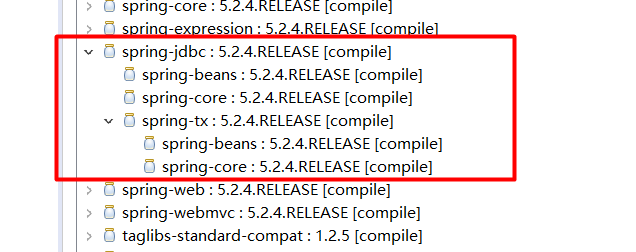 spring-core : 5.2.4.RELEASE [compile]
spring-expression : 5.2.4.RELEASE [compile]
spring-jdbc : 5.2.4.RELEASE [compile]
spring-beans : 5.2.4.RELEASE [compile]
spring-core : 5.2.4.RELEASE [compile]
spring-tx : 5.2.4.RELEASE [compile]
spring-beans : 5.2.4.RELEASE [compile]
spring-core : 5.2.4.RELEASE [compile]
spring-web : 5.2.4.RELEASE [compile]
spring-webmvc : 5.2.4.RELEASE [compile]
taglibs-standard-compat : 1.2.5 [compile]